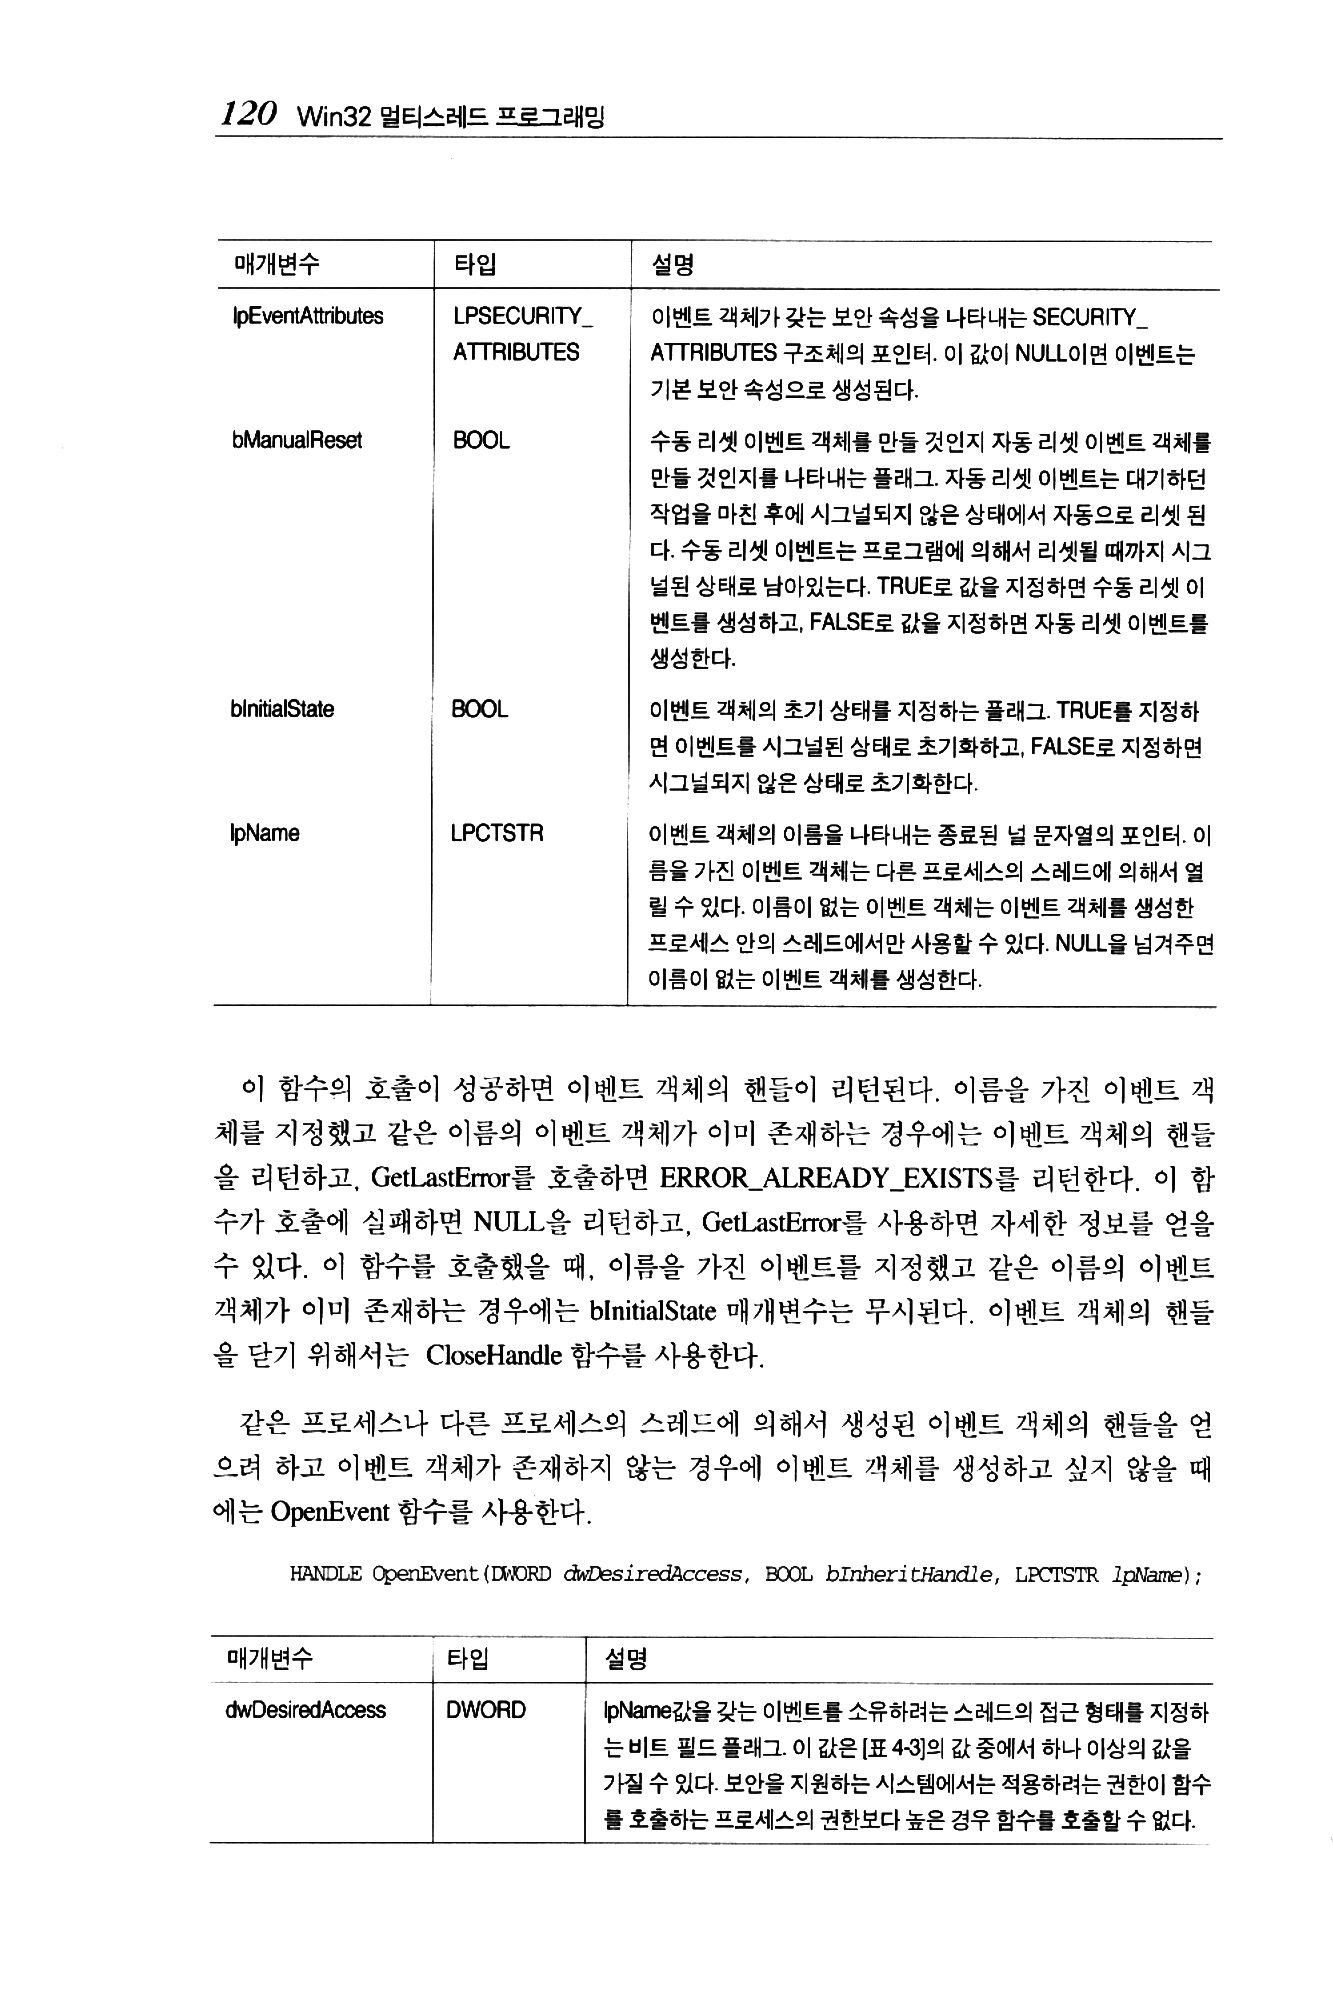 120 Win32 멀티스레드 프로그래밍
매개변수 타입 설명
lpEventAttributes LPSECURITY_ 이벤트 객체가 갖는 보안 속성을 나타내는 SECURITY_
ATTRIBUTES ATTRIBUTES 구조체의 포인터. 이 값이 NULL이면 이벤트는
기본 보안 속성으로 생성된다.
bManualReset BOOL 수동 리셋 이벤트 객체를 만들 것인지 자동 리셋 이벤트 객체를
만들 것인지를 나타내는 플래그. 자동 리셋 이벤트는 대기하던
작업을 마친 후에 시그널되지 않은 상태에서 자동으로 리셋 된
다. 수동 리셋 이벤트는 프로그램에 의해서 리셋될 때까지 시그
널된 상태로 남아있는다. TRUE로 값을 지정하면 수동 리셋 이
벤트를 생성하고, FALSE로 값을 지정하면 자동 리셋 이벤트를
생성한다.
bInitialState BOOL 이벤트 객체의 초기 상태를 지정하는 플래그. TRUE를 지정하
면 이벤트를 시그널된 상태로 초기화하고, FALSE로 지정하면
시그널되지 않은 상태로 초기화한다.
lpName LPCTSTR 이벤트 객체의 이름을 나타내는 종료된 널 문자열의 포인터. 이
름을 가진 이벤트 객체는 다른 프로세스의 스레드에 의해서 열
릴 수 있다. 이름이 없는 이벤트 객체는 이벤트 객체를 생성한
프로세스 안의 스레드에서만 사용할 수 있다. NULL을 넘겨주면
이름이 없는 이벤트 객체를 생성한다.
이 함수의 호출이 성공하면 이벤트 객체의 핸들이 리턴된다. 이름을 가진 이벤트 객
체를 지정했고 같은 이름의 이벤트 객체가 이미 존재하는 경우에는 이벤트 객체의 핸들
을 리턴하고, GetLastError를 호출하면 ERROR_ALREADY_EXISTS를 리턴한다. 이 함
수가 호출에 실패하면 NULL을 리턴하고, GetLastError를 사용하면 자세한 정보를 얻을
수 있다. 이 함수를 호출했을 때, 이름을 가진 이벤트를 지정했고 같은 이름의 이벤트
객체가 이미 존재하는 경우에는 bInitialState 매개변수는 무시된다. 이벤트 객체의 핸들
을 닫기 위해서는 CloseHandle 함수를 사용한다.
같은 프로세스나 다른 프로세스의 스레드에 의해서 생성된 이벤트 객체의 핸들을 얻
으려 하고 이벤트 객체가 존재하지 않는 경우에 이벤트 객체를 생성하고 싶지 않을 때
에는 OpenEvent 함수를 사용한다.
HANDLE OpenEvent(DWORD dwDesiredAccess, BOOL bInheritHandle, LPCTSTR lpName);
매개변수 타입 설명
dwDesiredAccess DWORD lpName값을 갖는 이벤트를 소유하려는 스레드의 접근 형태를 지정하
는 비트 필드 플래그. 이 값은 [표 4-3]의 값 중에서 하나 이상의 값을
가질 수 있다. 보안을 지원하는 시스템에서는 적용하려는 권한이 함수
를 호출하는 프로세스의 권한보다 높은 경우 함수를 호출할 수 없다.